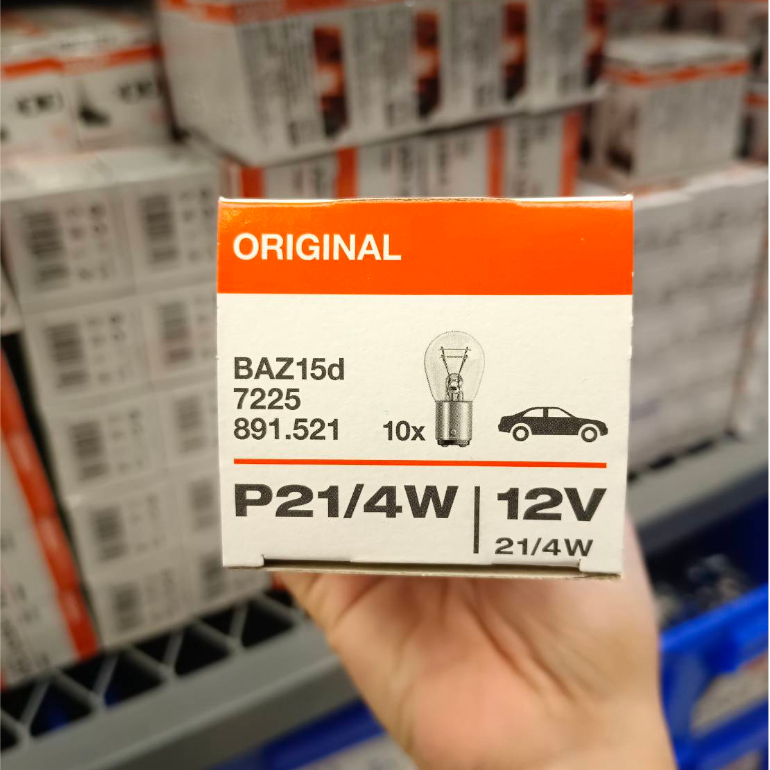 ORIGINAL
BAZ15d
7225
891.521
10x
P21/4W
12V
21/4W